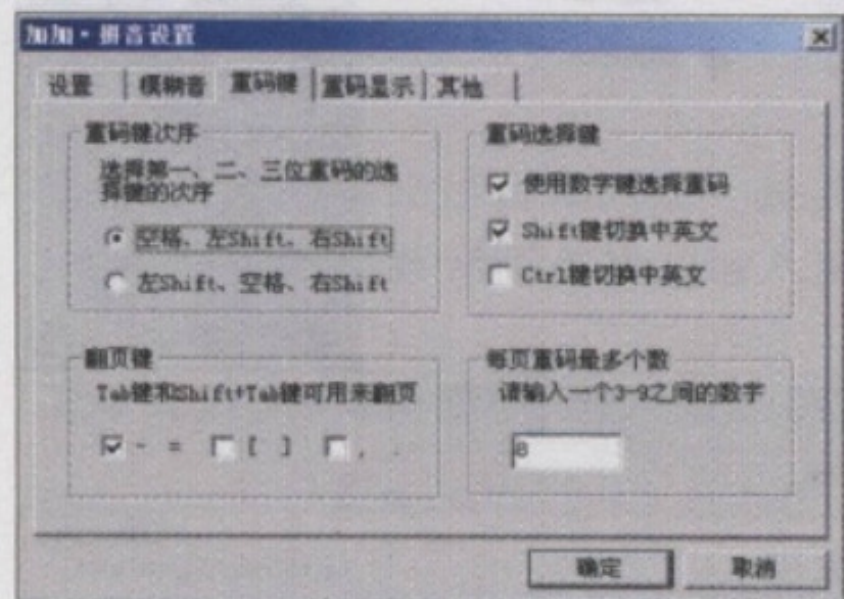 加加·拼音设置
设置 模糊音 重码键 重码显示 其他
重码键次序
选择第一、二、三位重码的选
择键的次序
空格、左Shift、右Shift
左Shift、空格、右Shift
重码选择键
使用数字键选择重码
Shift键切换中英文
Ctrl键切换中英文
翻页键
Tab键和Shift+Tab键可用来翻页
- = [ ] , .
每页重码最多个数
请输入一个3-9之间的数字
8
确定 取消